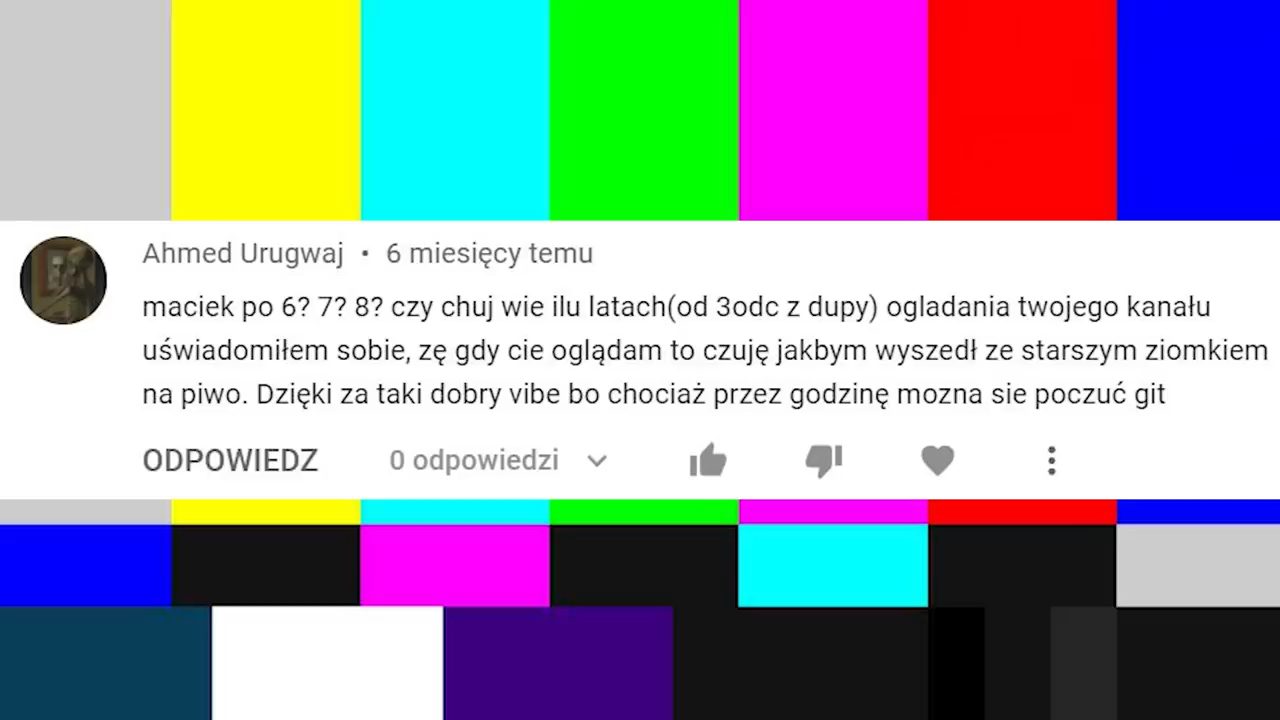 Ahmed Urugwaj • 6 miesięcy temu
maciek po 6? 7? 8? czy chuj wie ilu latach(od 3odc z dupy) ogladania twojego kanału
uświadomiłem sobie, zę gdy cie oglądam to czuję jakbym wyszedł ze starszym ziomkiem
na piwo. Dzięki za taki dobry vibe bo chociaż przez godzinę mozna sie poczuć git
ODPOWIEDZ 0 odpowiedzi